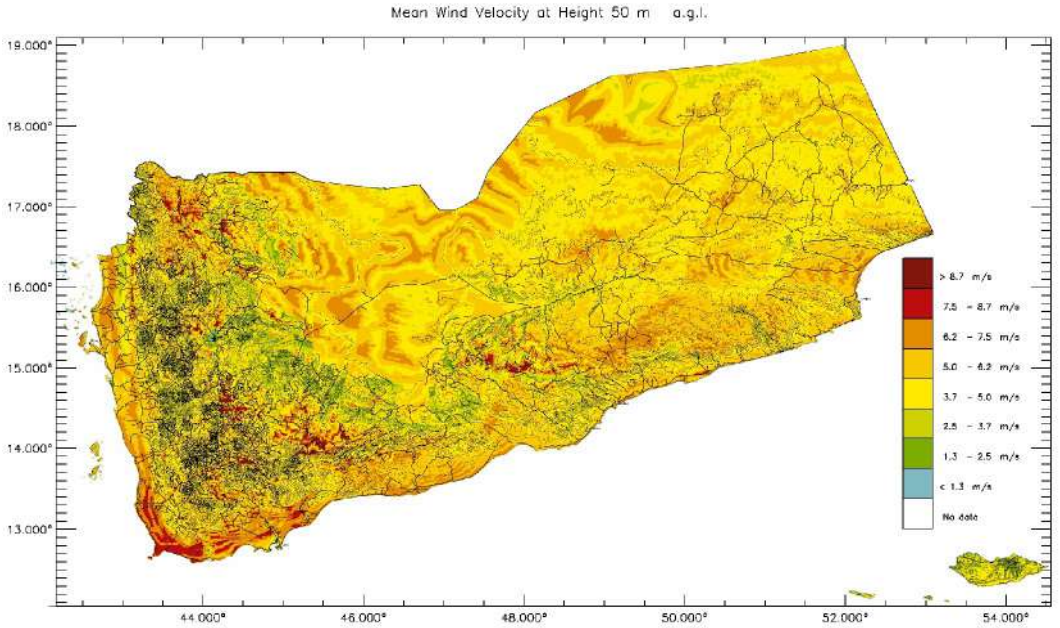 Mean Wind Velocity at Height 50 m a.g.l.
19.000°
18.000°
17.000°
16.000°
15.000°
14.000°
13.000°
> 8.7 m/s
7.5 - 8.7 m/s
6.2 - 7.5 m/s
5.0 - 6.2 m/s
3.7 - 5.0 m/s
2.5 - 3.7 m/s
1.3 - 2.5 m/s
< 1.3 m/s
No data
44.000° 46.000° 48.000° 50.000° 52.000° 54.000°